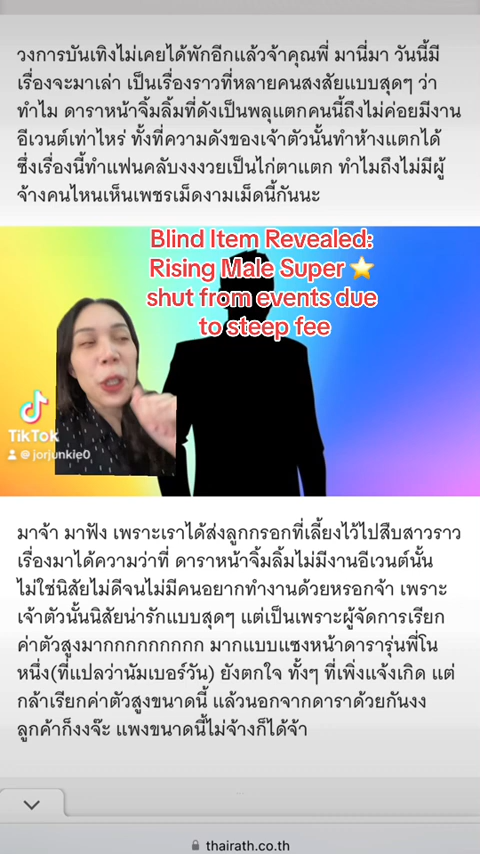 วงการบันเทิงไม่เคยได้พักอีกแล้วจ้าคุณพี่ มานี่มา วันนี้มี
เรื่องจะมาเล่า เป็นเรื่องราวที่หลายคนสงสัยแบบสุดๆ ว่า
ทำไม ดาราหน้าจิ้มลิ้มที่ดังเป็นพลุแตกคนนี้ถึงไม่ค่อยมีงาน
อีเวนต์เท่าไหร่ ทั้งที่ความดังของเจ้าตัวนั้นทำห้างแตกได้
ซึ่งเรื่องนี้ทำแฟนคลับงงงวยเป็นไก่ตาแตก ทำไมถึงไม่มีผู้
จ้างคนไหนเห็นเพชรเม็ดงามเม็ดนี้กันนะ
Blind Item Revealed:
Rising Male Super ⭐
shut from events due
to steep fee
TikTok
@jorjunkie0
มาจ้า มาฟัง เพราะเราได้ส่งลูกกรอกที่เลี้ยงไว้ไปสืบสาวราว
เรื่องมาได้ความว่าที่ ดาราหน้าจิ้มลิ้มไม่มีงานอีเวนต์นั้น
ไม่ใช่นิสัยไม่ดีจนไม่มีคนอยากทำงานด้วยหรอกจ้า เพราะ
เจ้าตัวนั้นนิสัยน่ารักแบบสุดๆ แต่เป็นเพราะผู้จัดการเรียก
ค่าตัวสูงมากกกกกกกกกก มากแบบแซงหน้าดารารุ่นพี่โน
หนึ่ง(ที่แปลว่านัมเบอร์วัน) ยังตกใจ ทั้งๆ ที่เพิ่งแจ้งเกิด แต่
กล้าเรียกค่าตัวสูงขนาดนี้ แล้วนอกจากดาราด้วยกันงง
ลูกค้าก็งงจ๊ะ แพงขนาดนี้ไม่จ้างก็ได้จ้า
thairath.co.th